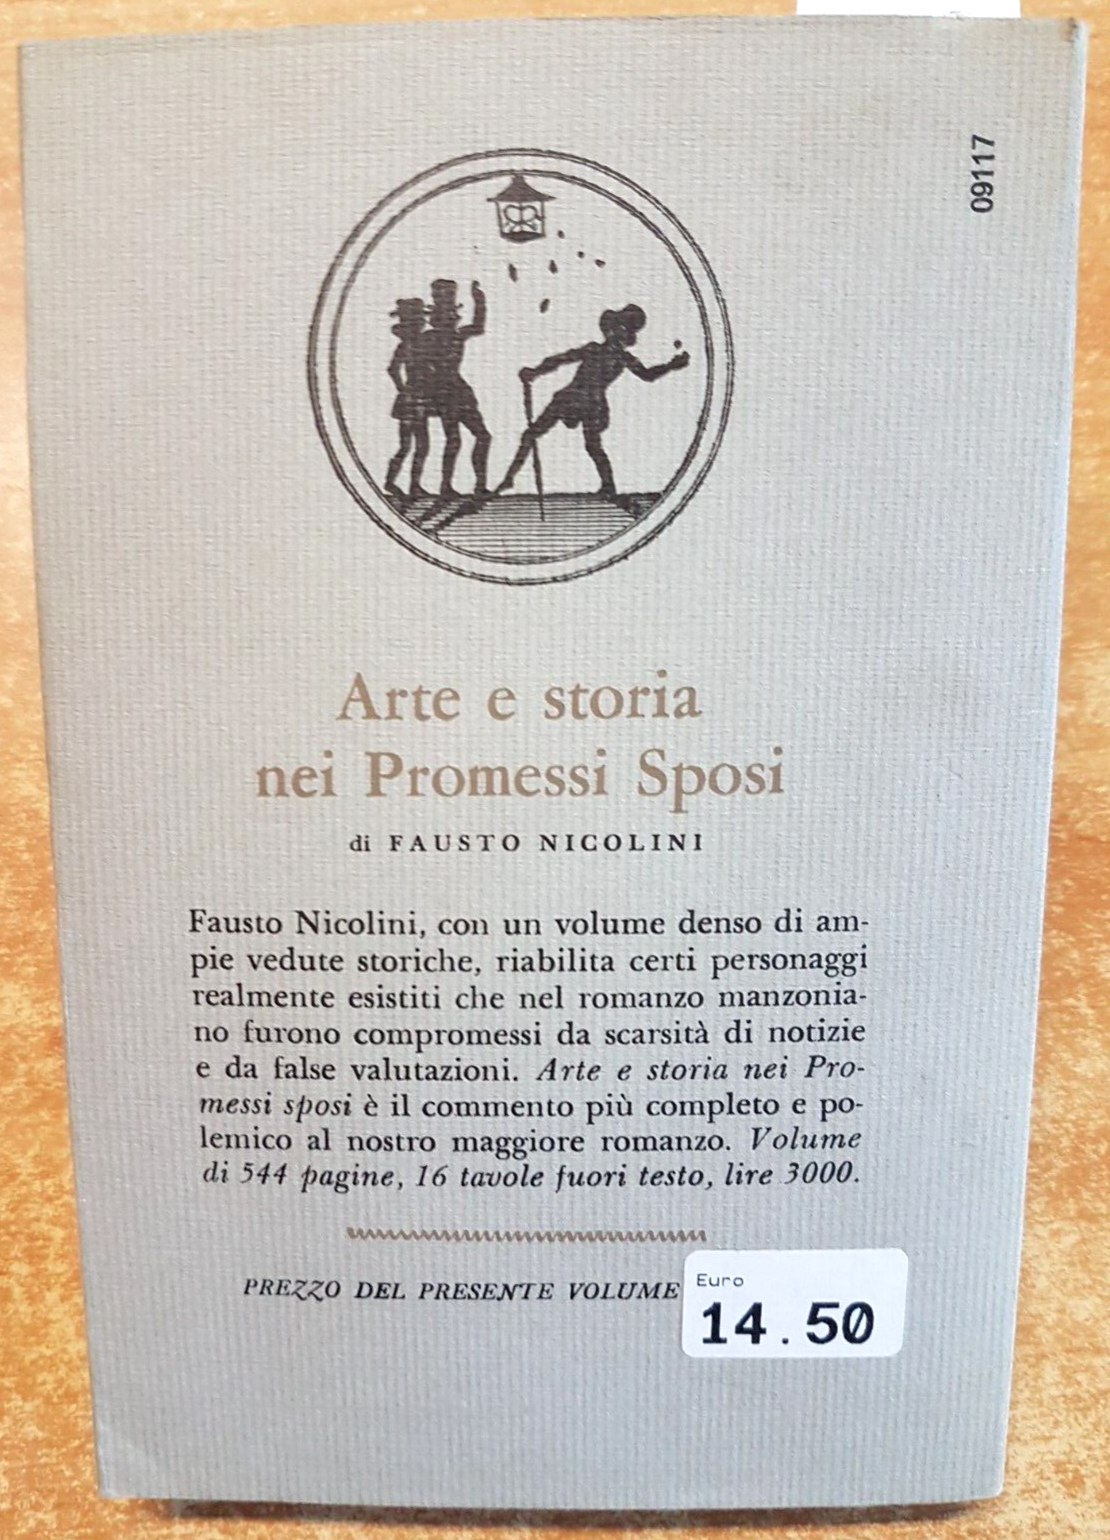 09117
Arte e storia
nei Promessi Sposi
di FAUSTO NICOLINI
Fausto Nicolini, con un volume denso di am-
pie vedute storiche, riabilita certi personaggi
realmente esistiti che nel romanzo manzonia-
no furono compromessi da scarsità di notizie
e da false valutazioni. Arte e storia nei Pro-
messi sposi è il commento più completo e po-
lemico al nostro maggiore romanzo. Volume
di 544 pagine, 16 tavole fuori testo, lire 3000.
PREZZO DEL PRESENTE VOLUME
Euro
14.50